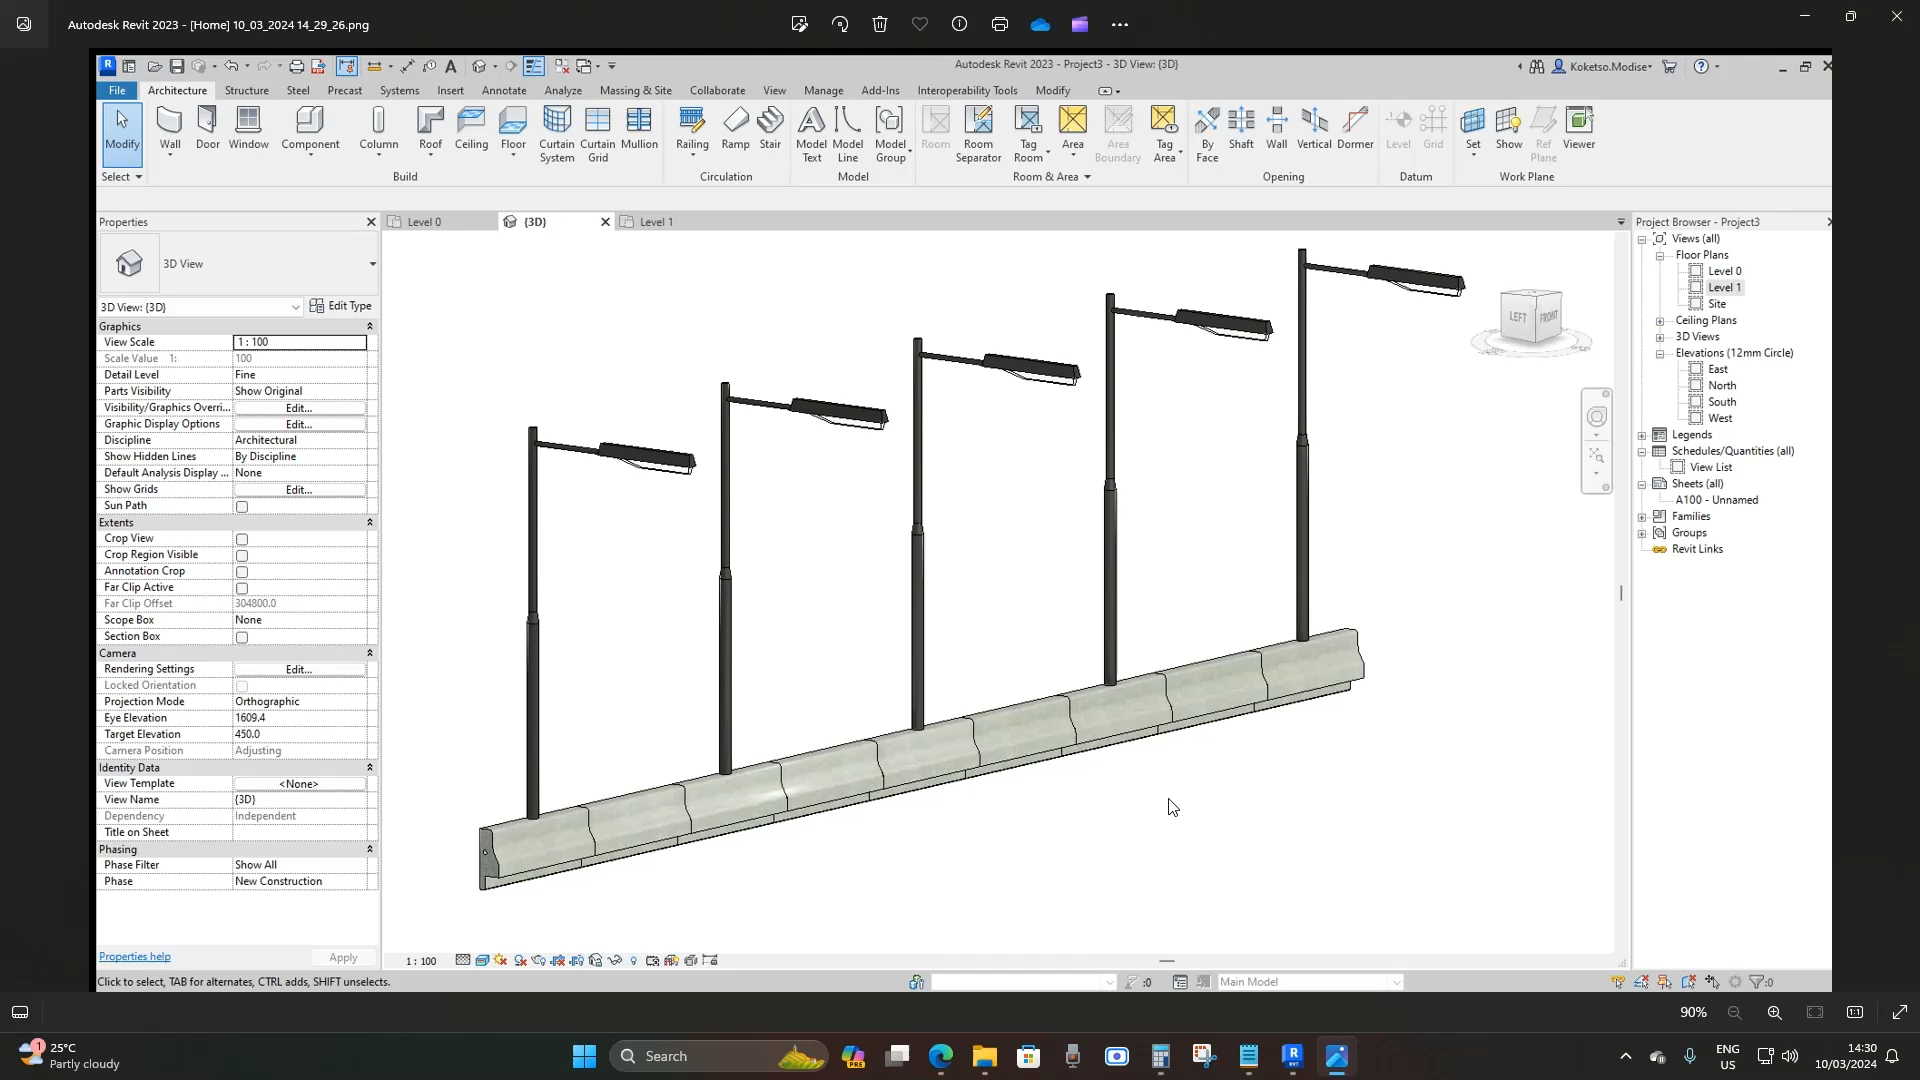 Autodesk Revit 2023 - [Home] 10_03_2024 14_29_26.png
Autodesk Revit 2023 - Project3 - 3D View: {3D}
Koketso.Modise
File Architecture Structure Steel Precast Systems Insert Annotate Analyze Massing & Site Collaborate View Manage Add-Ins Interoperability Tools Modify
Modify Wall Door Window Component Column Roof Ceiling Floor Curtain System Curtain Grid Mullion Railing Ramp Stair Model Text Model Line Model Group Room Room Separator Tag Room Area Area Boundary Tag Area By Face Shaft Wall Vertical Dormer Level Grid Set Show Ref Plane Viewer
Select Build Circulation Model Room & Area Opening Datum Work Plane
Properties
Level 0
{3D}
Level 1
3D View
3D View: {3D} Edit Type
Graphics
View Scale 1 : 100
Scale Value 1: 100
Detail Level Fine
Parts Visibility Show Original
Visibility/Graphics Overri... Edit...
Graphic Display Options Edit...
Discipline Architectural
Show Hidden Lines By Discipline
Default Analysis Display ... None
Show Grids Edit...
Sun Path
Extents
Crop View
Crop Region Visible
Annotation Crop
Far Clip Active
Far Clip Offset 304800.0
Scope Box None
Section Box
Camera
Rendering Settings Edit...
Locked Orientation
Projection Mode Orthographic
Eye Elevation 1609.4
Target Elevation 450.0
Camera Position Adjusting
Identity Data
View Template <None>
View Name {3D}
Dependency Independent
Title on Sheet
Phasing
Phase Filter Show All
Phase New Construction
Properties help Apply
LEFT FRONT
Project Browser - Project3
Views (all)
Floor Plans
Level 0
Level 1
Site
Ceiling Plans
3D Views
Elevations (12mm Circle)
East
North
South
West
Legends
Schedules/Quantities (all)
View List
Sheets (all)
A100 - Unnamed
Families
Groups
Revit Links
1 : 100
Click to select, TAB for alternates, CTRL adds, SHIFT unselects.
:0
Main Model
:0
90%
1
25°C
Partly cloudy
Search
PRE
ENG
US
14:30
10/03/2024